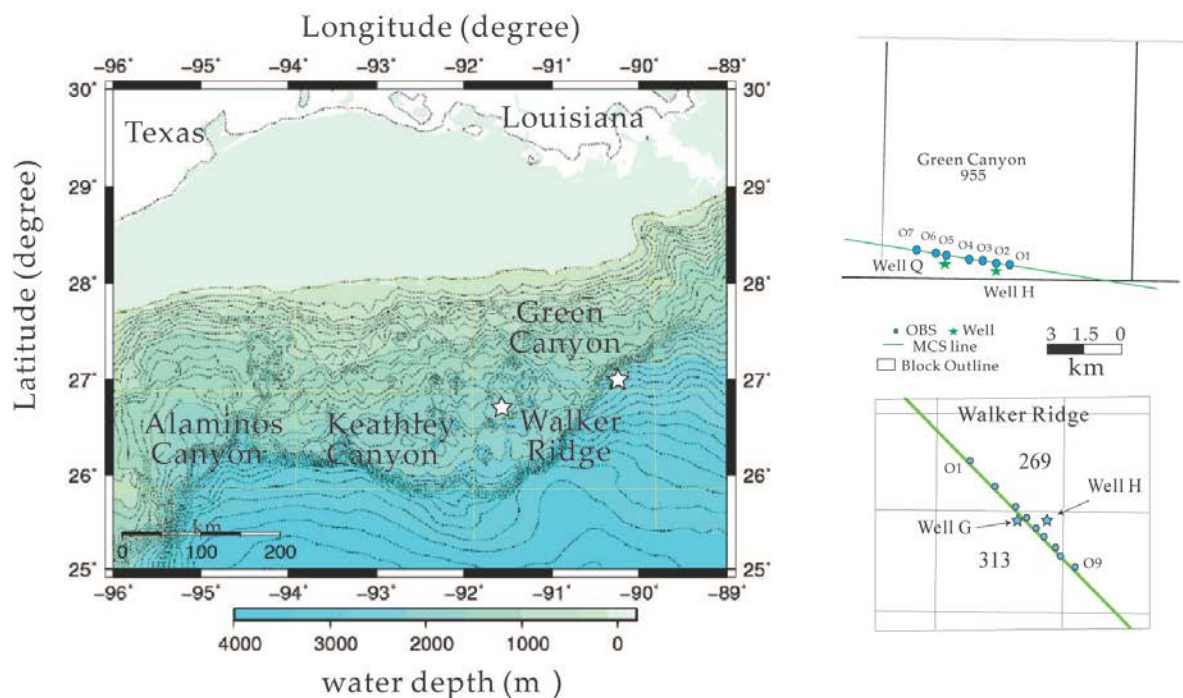 Longitude (degree)
−96˚ −95˚ −94˚ −93˚ −92˚ −91˚ −90˚ −89˚
30˚ 30˚
Texas
Louisiana
29˚ 29˚
28˚ 28˚
Green
Canyon
27˚ 27˚
Alaminos
Canyon
Keathley
Canyon
Walker
Ridge
26˚ 26˚
km
0 100 200
25˚ 25˚
−96˚ −95˚ −94˚ −93˚ −92˚ −91˚ −90˚ −89˚
Latitude (degree)
4000 3000 2000 1000 0
water depth (m )
Green Canyon
955
O7 O6 O5 O4 O3 O2 O1
Well Q
Well H
OBS Well
MCS line
Block Outline
3 1.5 0
km
Walker Ridge
O1
269
Well H
Well G
313
O9